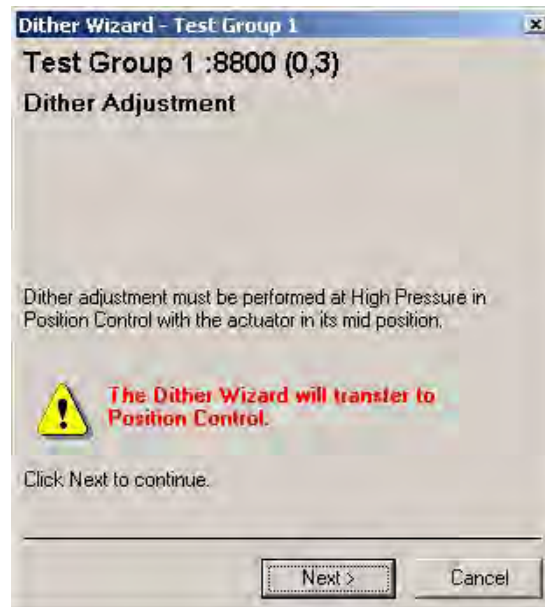 Dither Wizard - Test Group 1
Test Group 1 :8800 (0,3)
Dither Adjustment
Dither adjustment must be performed at High Pressure in
Position Control with the actuator in its mid position.
The Dither Wizard will transfer to
Position Control.
Click Next to continue.
Next >
Cancel